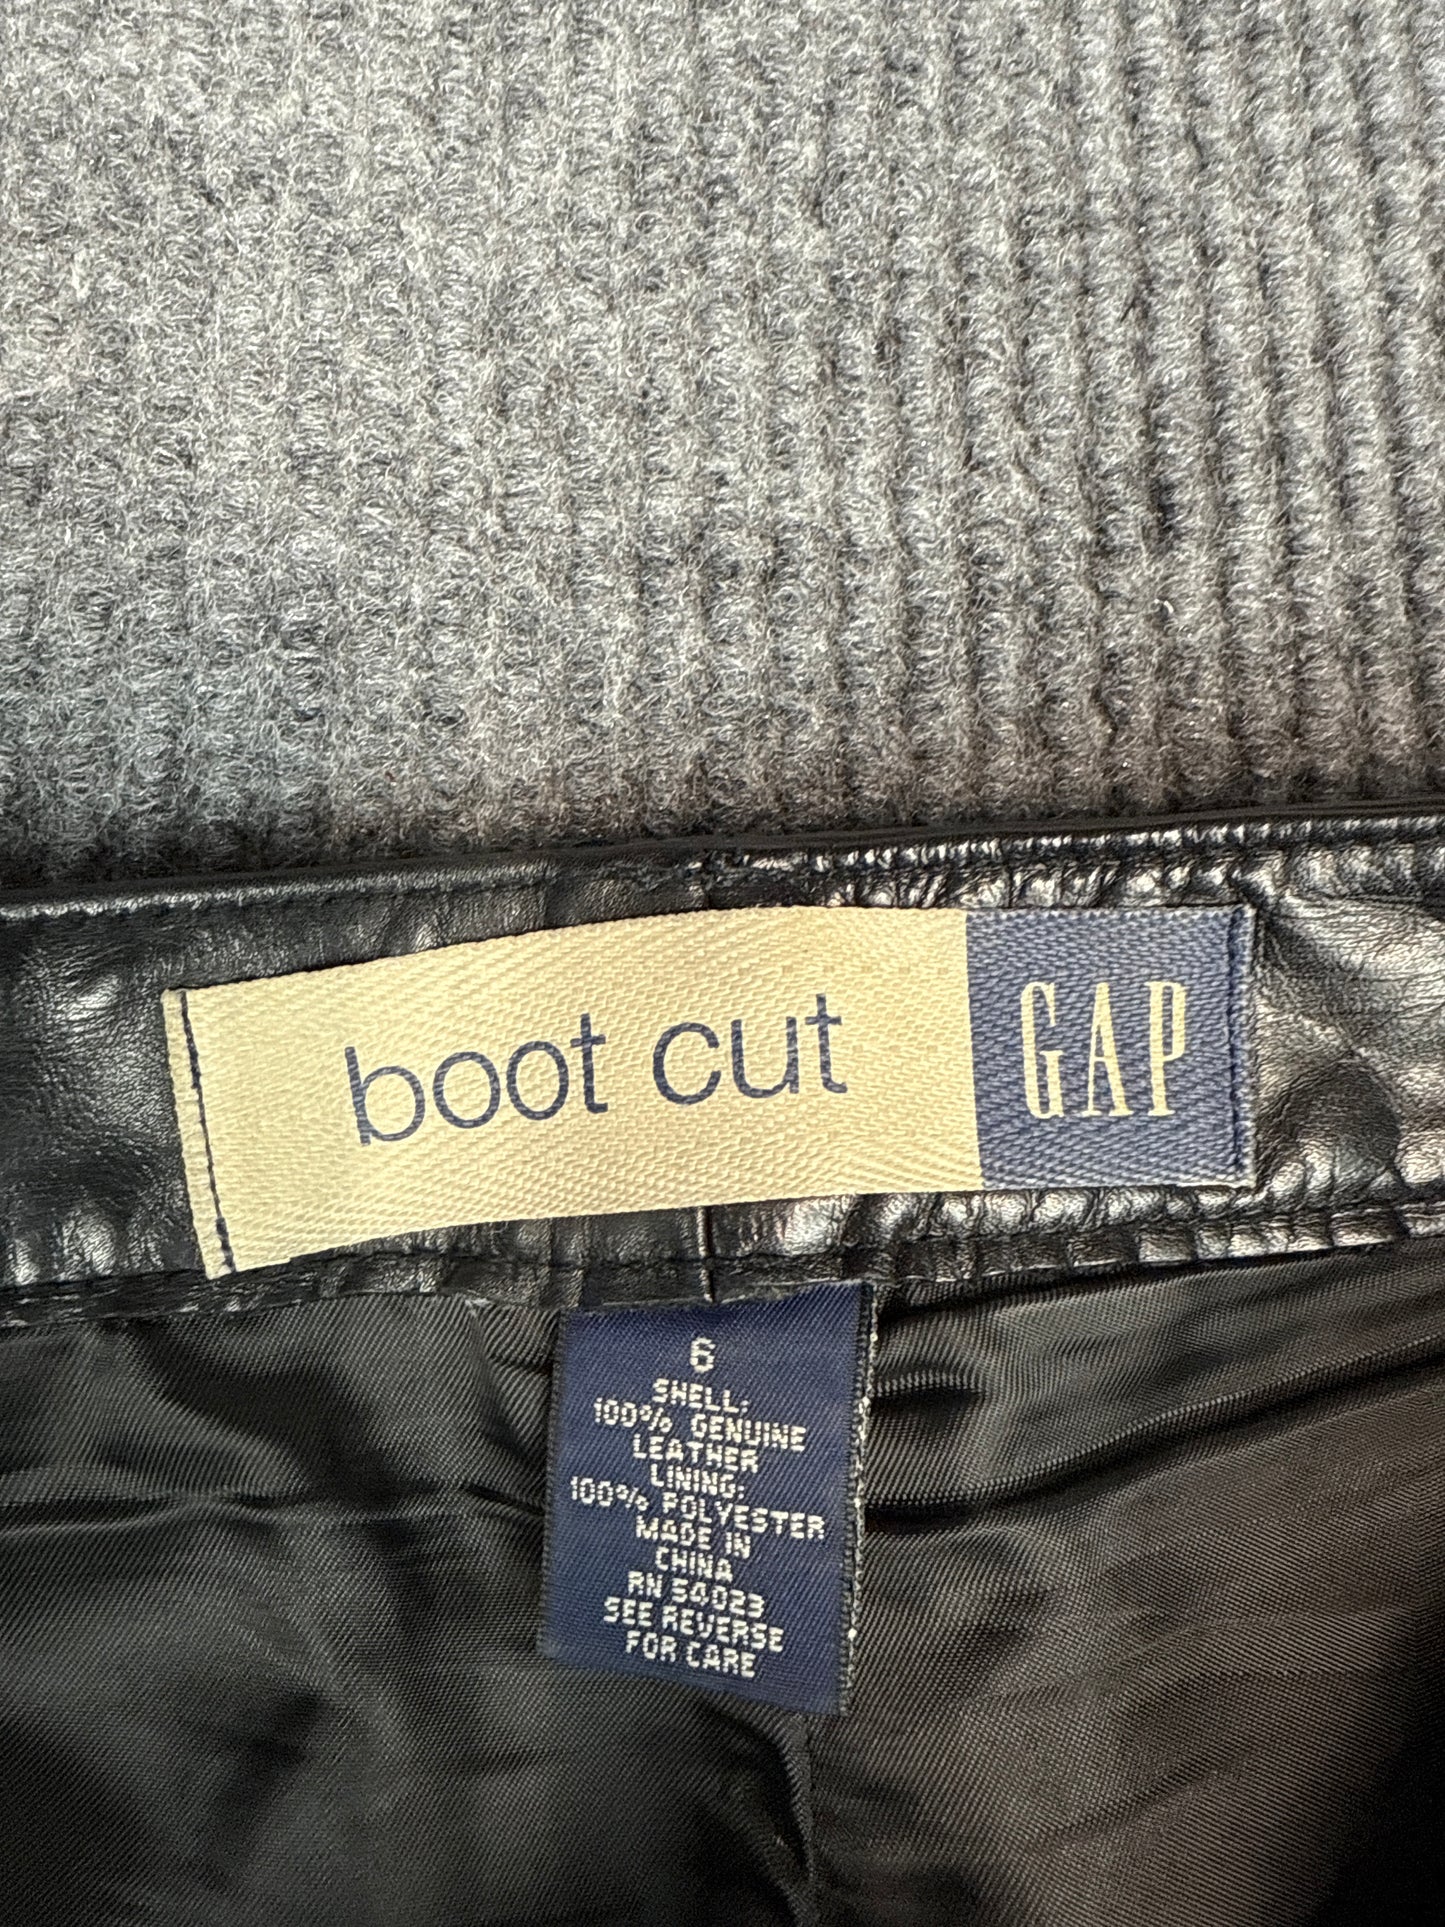 boot cut GAP
6
SHELL:
100% GENUINE
LEATHER
LINING:
100% POLYESTER
MADE IN
CHINA
RN 54023
SEE REVERSE
FOR CARE